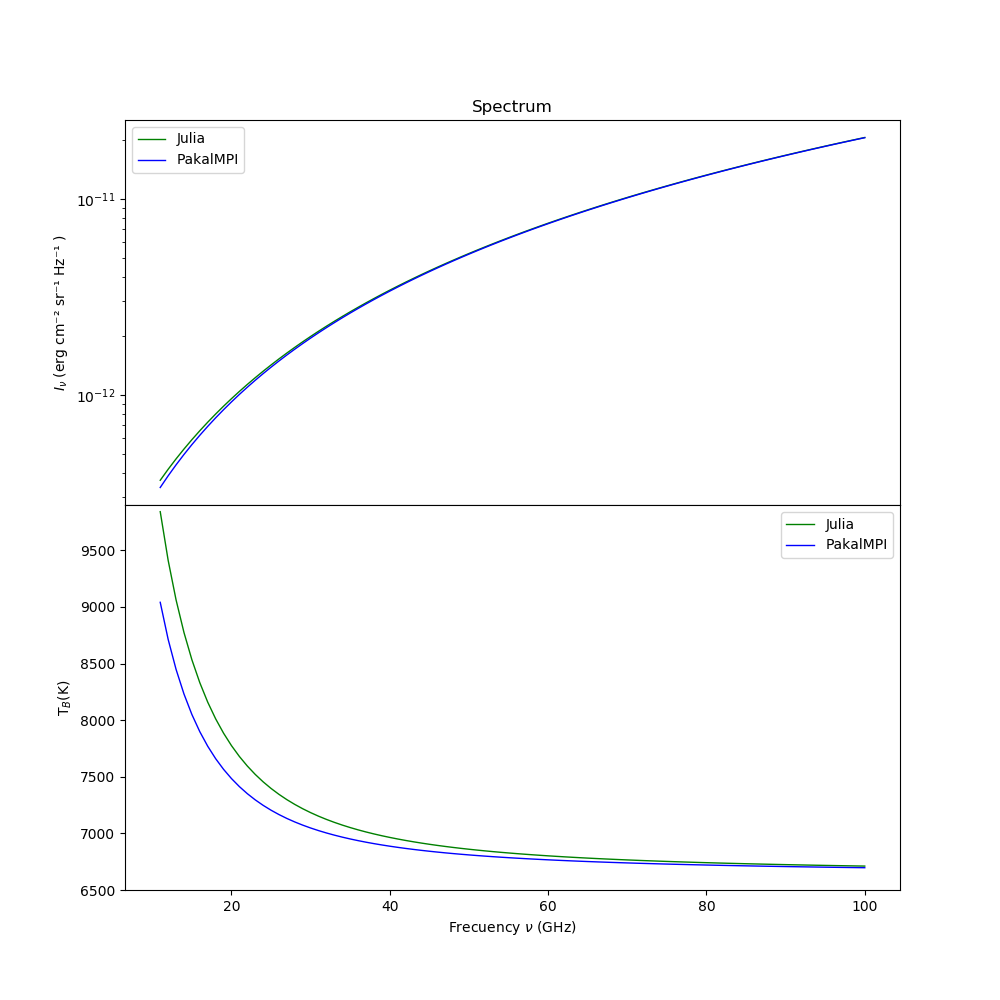 Spectrum
Julia
PakalMPI
10⁻¹¹
10⁻¹²
I_ν (erg cm⁻² sr⁻¹ Hz⁻¹ )
Julia
PakalMPI
9500
9000
8500
8000
7500
7000
6500
T_B(K)
20 40 60 80 100
Frecuency ν (GHz)